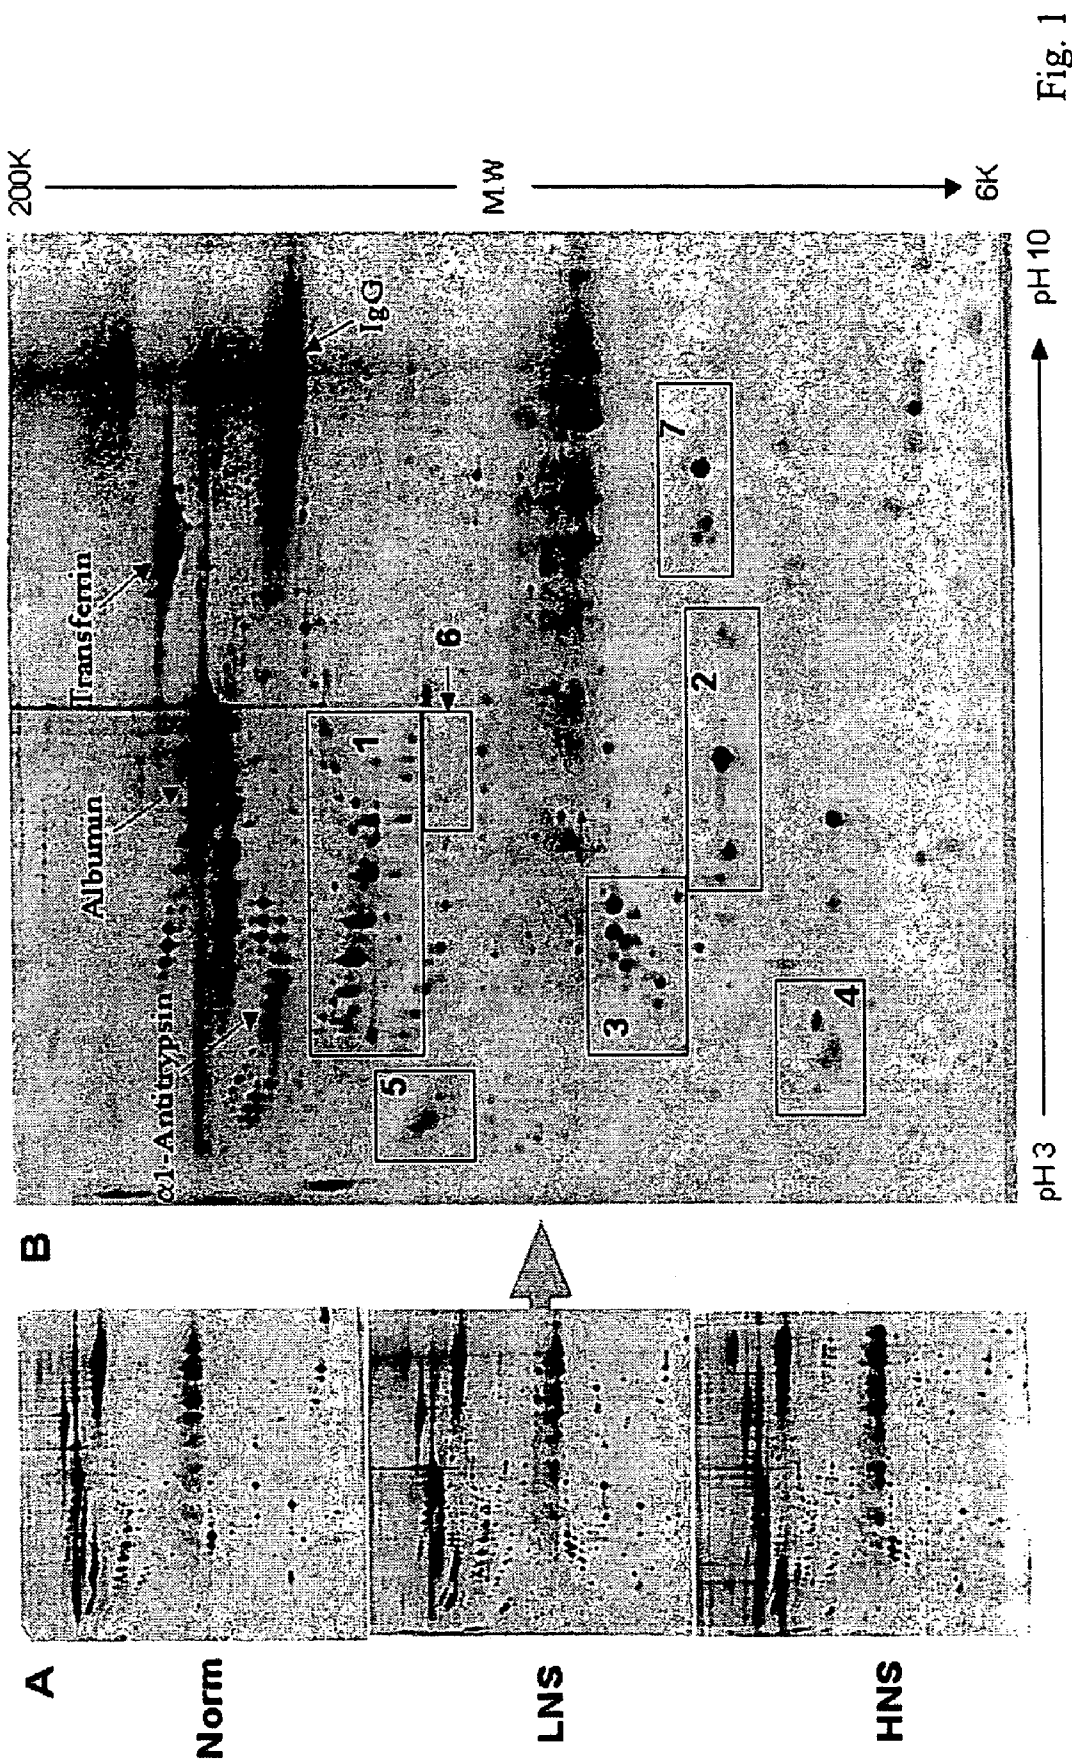 A
Norm
LNS
HNS
B
Transferrin
Albumin
α1-Antitrypsin
IgG
1
2
3
4
5
6
7
200K
M.W
6K
pH 3
pH 10
Fig. 1